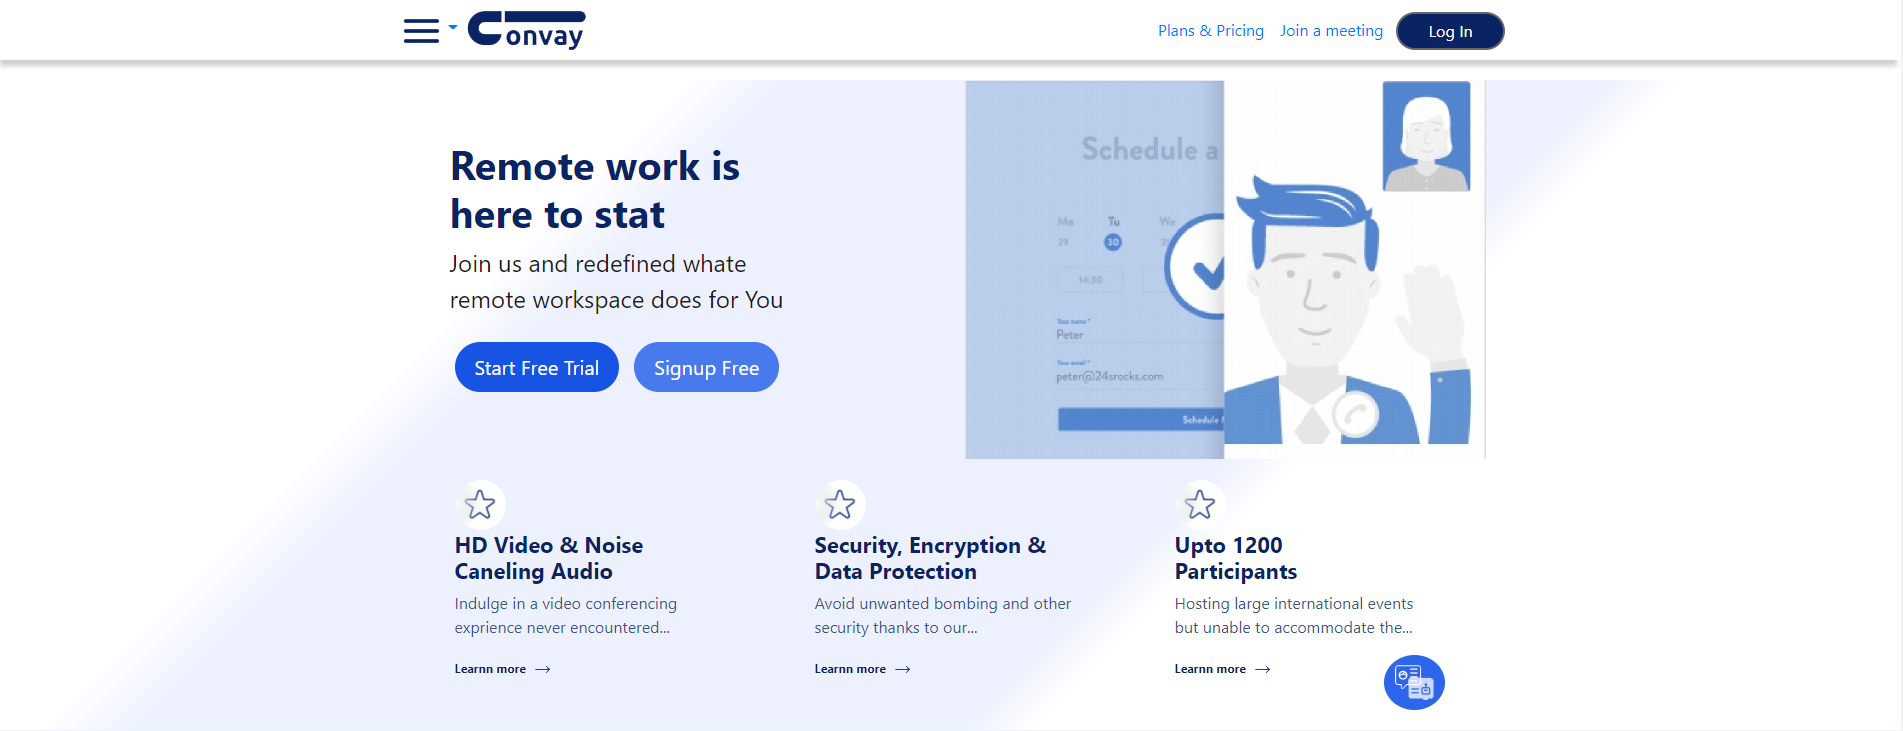 Convay
Plans & Pricing
Join a meeting
Log In
Remote work is
here to stat
Join us and redefined whate
remote workspace does for You
Start Free Trial
Signup Free
Schedule a
Mo
Tu
We
29
30
31
14:30
Your name *
Peter
Your email *
peter@24srocks.com
Schedule
HD Video & Noise
Caneling Audio
Indulge in a video conferencing
exprience never encountered...
Learnn more
Security, Encryption &
Data Protection
Avoid unwanted bombing and other
security thanks to our...
Learnn more
Upto 1200
Participants
Hosting large international events
but unable to accommodate the...
Learnn more